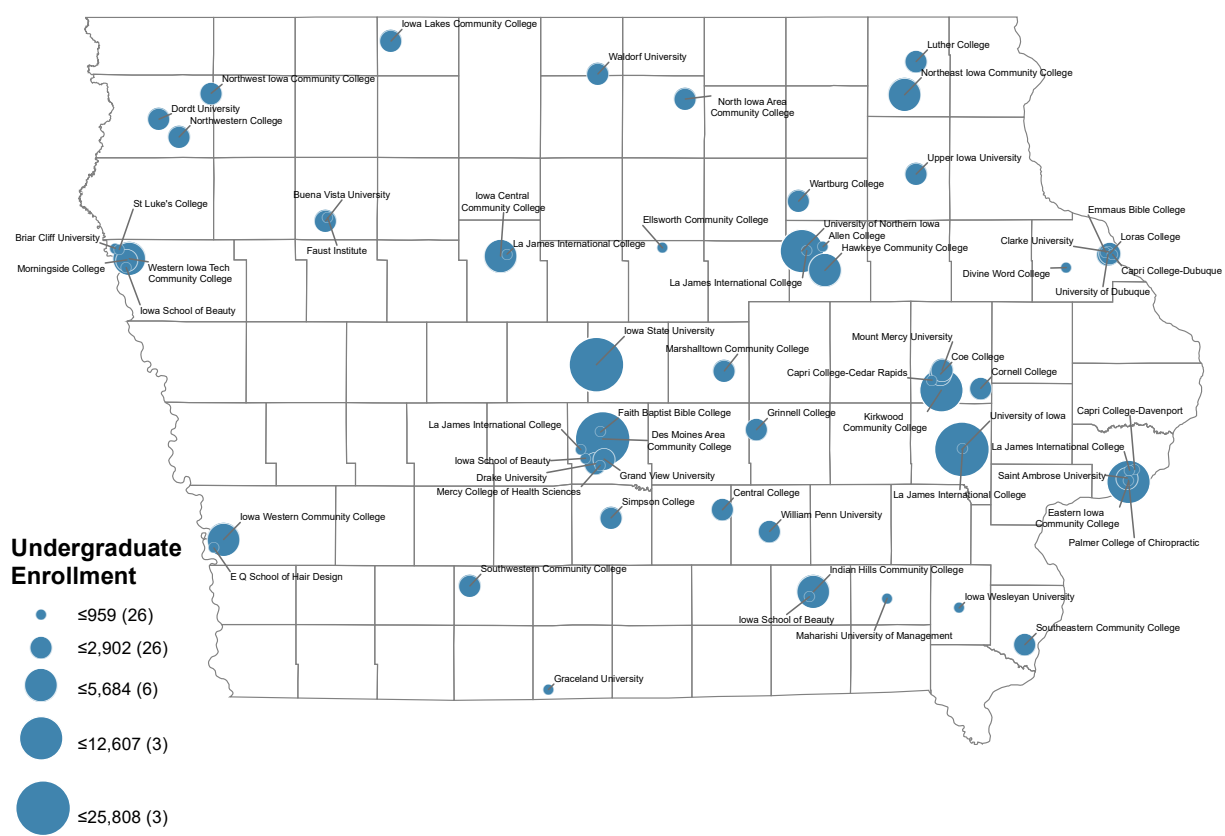 Iowa Lakes Community College
Waldorf University
Luther College
Northeast Iowa Community College
Northwest Iowa Community College
North Iowa Area
Community College
Dordt University
Northwestern College
Upper Iowa University
Wartburg College
Buena Vista University
Faust Institute
Iowa Central
Community College
La James International College
Ellsworth Community College
University of Northern Iowa
Allen College
Hawkeye Community College
La James International College
St Luke's College
Briar Cliff University
Morningside College
Western Iowa Tech
Community College
Iowa School of Beauty
Emmaus Bible College
Clarke University
Loras College
Divine Word College
Capri College-Dubuque
University of Dubuque
Iowa State University
Marshalltown Community College
Mount Mercy University
Coe College
Capri College-Cedar Rapids
Cornell College
Kirkwood
Community College
Faith Baptist Bible College
La James International College
Des Moines Area
Community College
Iowa School of Beauty
Drake University
Grand View University
Mercy College of Health Sciences
Grinnell College
University of Iowa
La James International College
Capri College-Davenport
La James International College
Saint Ambrose University
Eastern Iowa
Community College
Palmer College of Chiropractic
Simpson College
Central College
William Penn University
Iowa Western Community College
E Q School of Hair Design
Southwestern Community College
Indian Hills Community College
Iowa School of Beauty
Maharishi University of Management
Iowa Wesleyan University
Southeastern Community College
Graceland University
Undergraduate
Enrollment
≤959 (26)
≤2,902 (26)
≤5,684 (6)
≤12,607 (3)
≤25,808 (3)